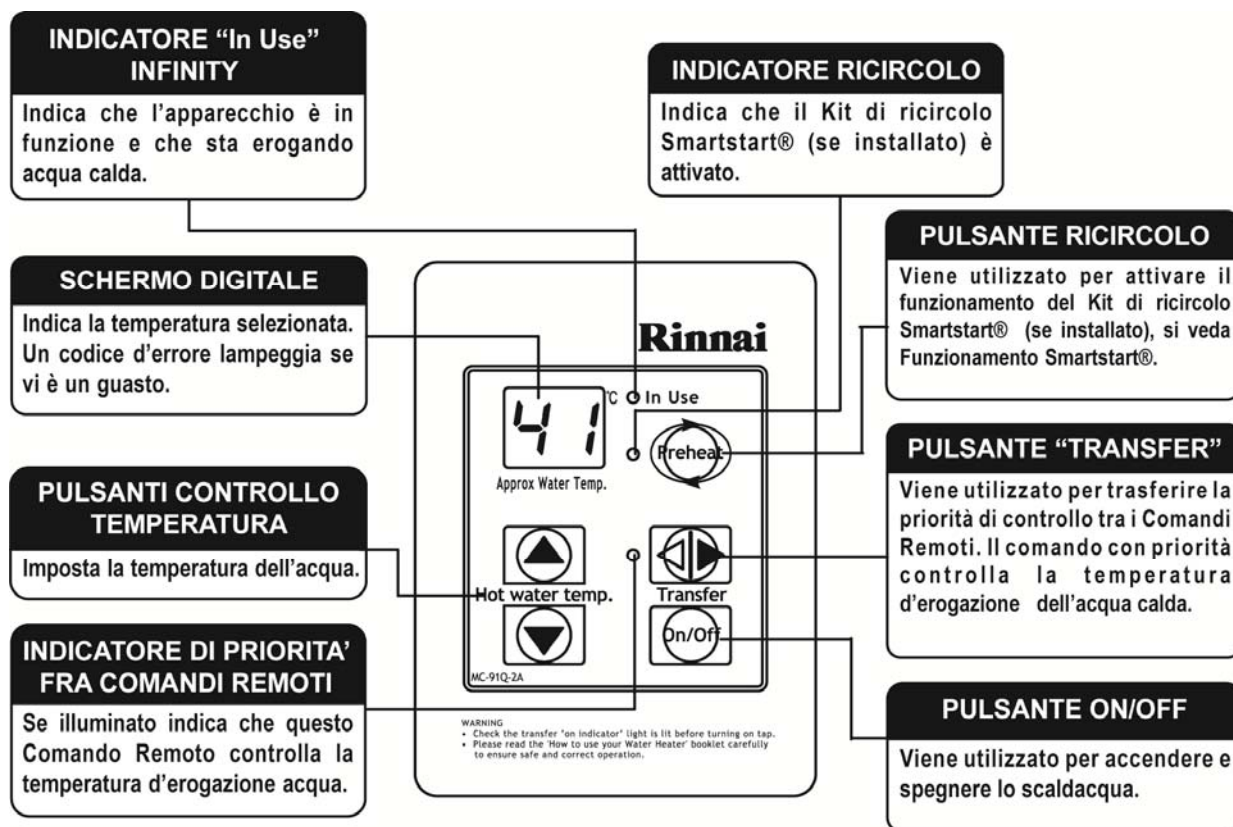 INDICATORE “In Use”
INFINITY
Indica che l’apparecchio è in
funzione e che sta erogando
acqua calda.
INDICATORE RICIRCOLO
Indica che il Kit di ricircolo
Smartstart® (se installato) è
attivato.
SCHERMO DIGITALE
Indica la temperatura selezionata.
Un codice d’errore lampeggia se
vi è un guasto.
PULSANTE RICIRCOLO
Viene utilizzato per attivare il
funzionamento del Kit di ricircolo
Smartstart® (se installato), si veda
Funzionamento Smartstart®.
PULSANTI CONTROLLO
TEMPERATURA
Imposta la temperatura dell’acqua.
PULSANTE “TRANSFER”
Viene utilizzato per trasferire la
priorità di controllo tra i Comandi
Remoti. Il comando con priorità
controlla la temperatura
d’erogazione dell’acqua calda.
INDICATORE DI PRIORITA’
FRA COMANDI REMOTI
Se illuminato indica che questo
Comando Remoto controlla la
temperatura d’erogazione acqua.
PULSANTE ON/OFF
Viene utilizzato per accendere e
spegnere lo scaldacqua.
Rinnai
41 °C In Use
Preheat
Approx Water Temp.
Hot water temp. Transfer
On/Off
MC-91Q-2A
WARNING
• Check the transfer 'on indicator' light is lit before turning on tap.
• Please read the 'How to use your Water Heater' booklet carefully
to ensure safe and correct operation.